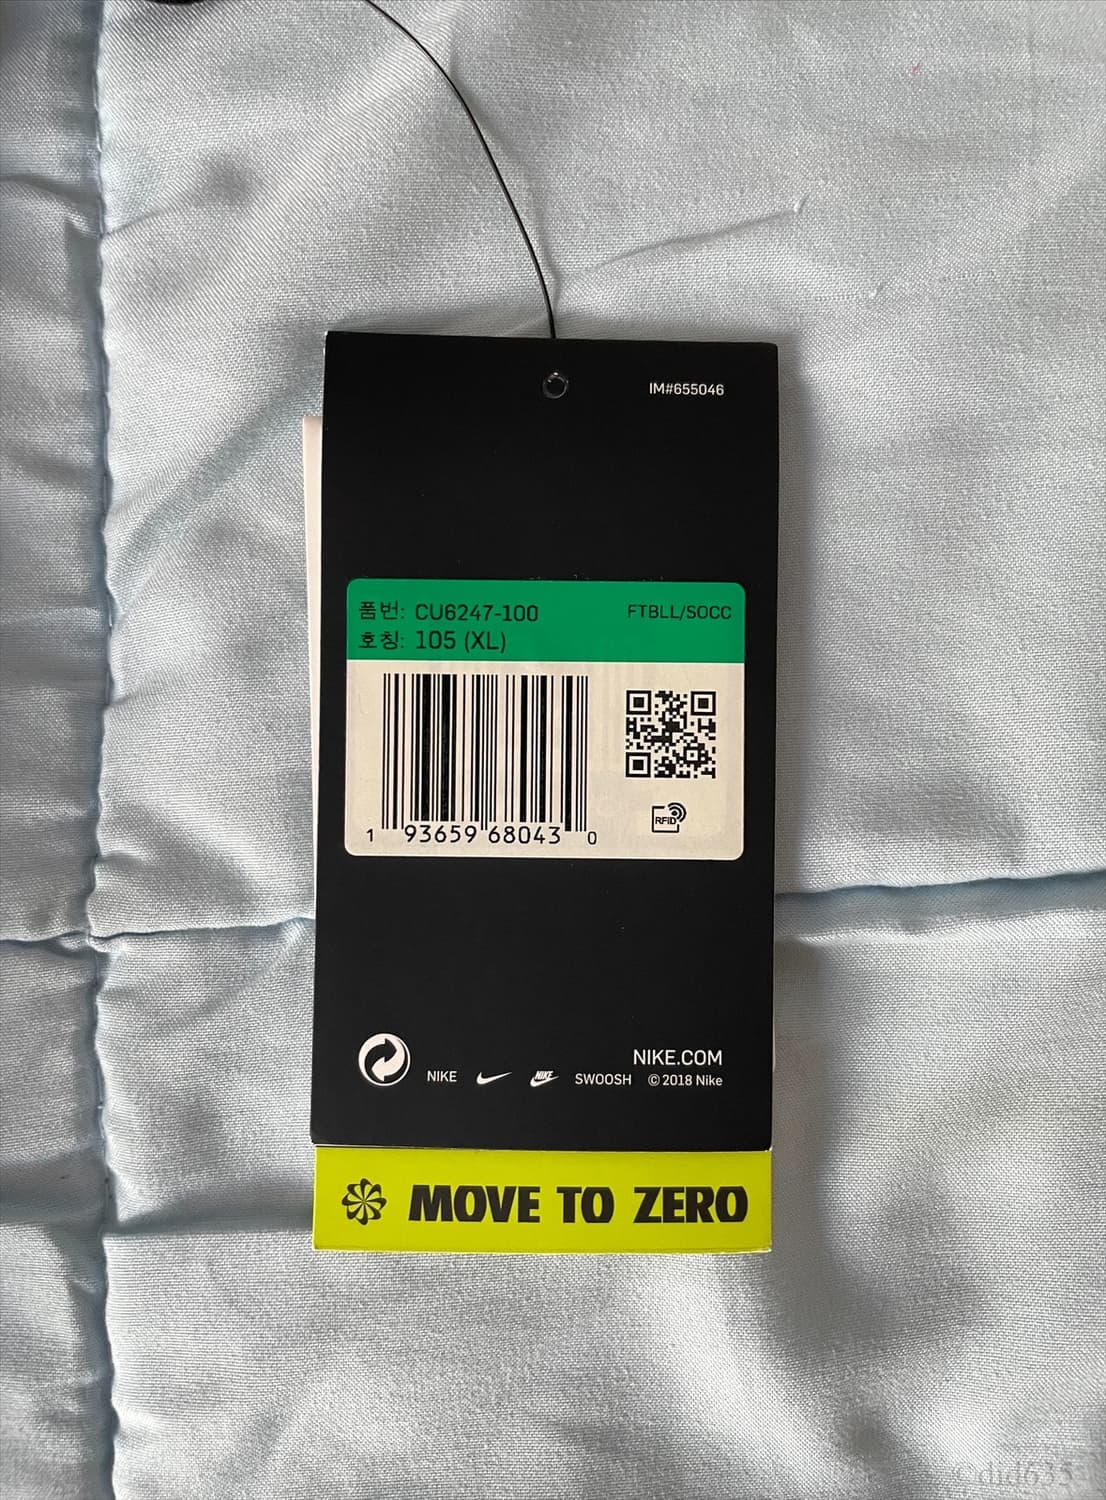 IM#655046
품번: CU6247-100
FTBLL/SOCC
호칭: 105 (XL)
1 93659 68043 0
RFID
NIKE.COM
NIKE NIKE SWOOSH © 2018 Nike
MOVE TO ZERO
© did635